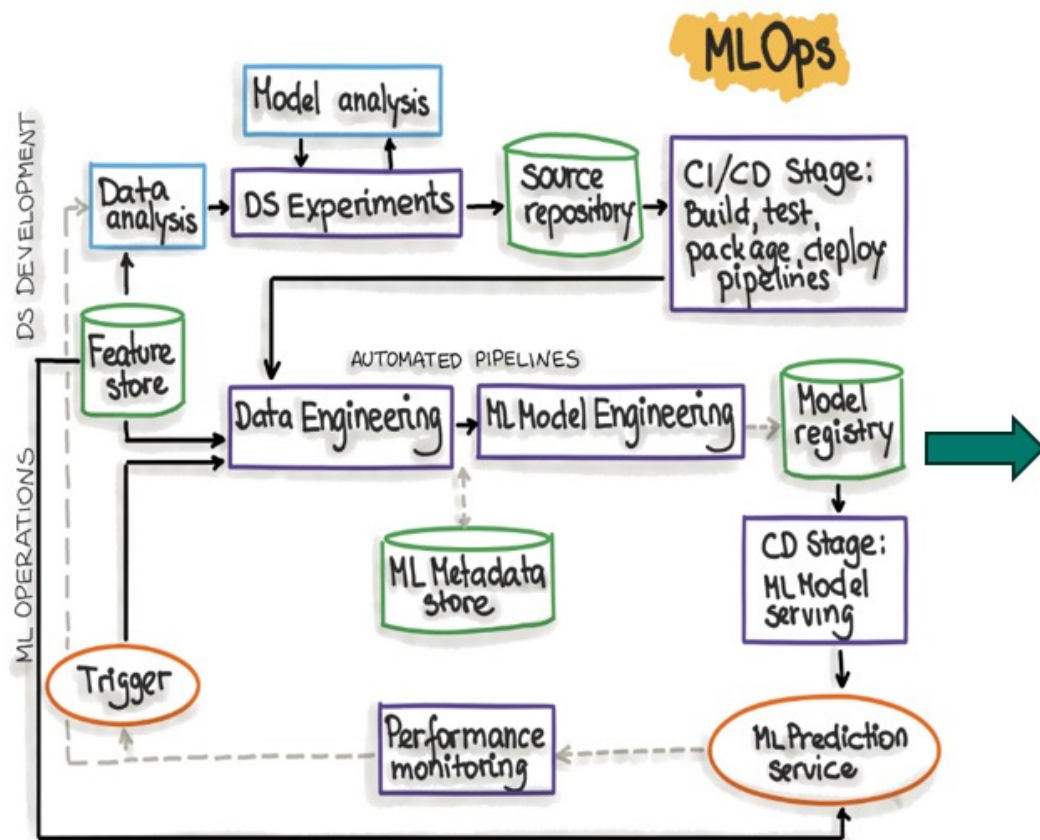 MLOps
DS DEVELOPMENT
Model analysis
Data
analysis
DS Experiments
Source
repository
CI/CD Stage:
Build, test,
package, deploy
pipelines
Feature
store
AUTOMATED PIPELINES
Data Engineering
ML Model Engineering
Model
registry
ML OPERATIONS
ML Metadata
store
CD Stage:
ML Model
serving
Trigger
Performance
monitoring
ML Prediction
service